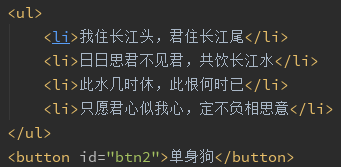 <ul>
<li>我住长江头，君住长江尾</li>
<li>日日思君不见君，共饮长江水</li>
<li>此水几时休，此恨何时已</li>
<li>只愿君心似我心，定不负相思意</li>
</ul>
<button id="btn2">单身狗</button>